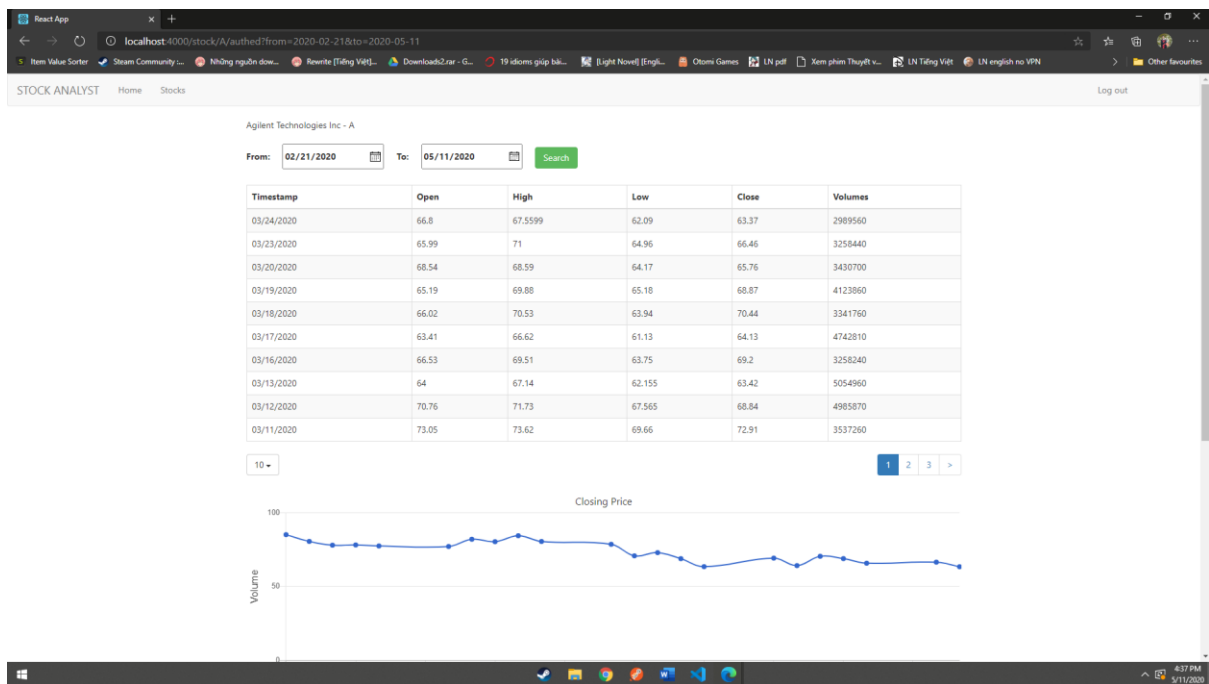 React App
localhost:4000/stock/A/authed?from=2020-02-21&to=2020-05-11
Item Value Sorter Steam Community :... Những nguồn dow... Rewrite [Tiếng Việt]... Downloads2.rar - G... 19 idioms giúp bài... [Light Novel] [Engli... Otomi Games LN pdf Xem phim Thuyết v... LN Tiếng Việt LN english no VPN Other favourites
STOCK ANALYST Home Stocks Log out
Agilent Technologies Inc - A
From: 02/21/2020 To: 05/11/2020 Search
Timestamp Open High Low Close Volumes
03/24/2020 66.8 67.5599 62.09 63.37 2989560
03/23/2020 65.99 71 64.96 66.46 3258440
03/20/2020 68.54 68.59 64.17 65.76 3430700
03/19/2020 65.19 69.88 65.18 68.87 4123860
03/18/2020 66.02 70.53 63.94 70.44 3341760
03/17/2020 63.41 66.62 61.13 64.13 4742810
03/16/2020 66.53 69.51 63.75 69.2 3258240
03/13/2020 64 67.14 62.155 63.42 5054960
03/12/2020 70.76 71.73 67.565 68.84 4985870
03/11/2020 73.05 73.62 69.66 72.91 3537260
10 1 2 3 >
Closing Price
100
Volume
50
0
4:37 PM
5/11/2020